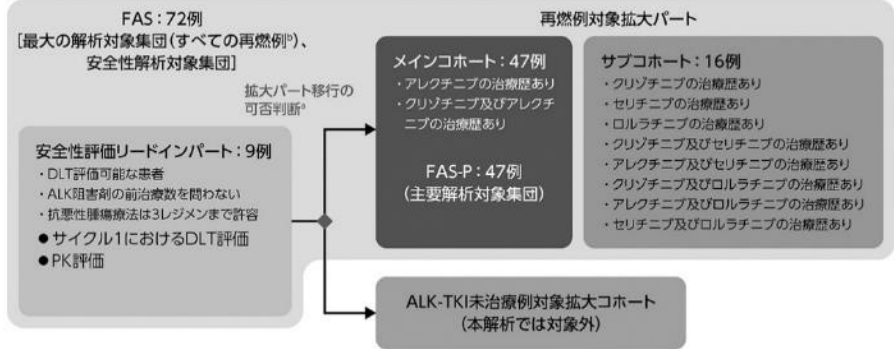 FAS：72例
[最大の解析対象集団(すべての再燃例b)、
安全性解析対象集団]
再燃例対象拡大パート
拡大パート移行の
可否判断a
安全性評価リードインパート：9例
・DLT評価可能な患者
・ALK阻害剤の前治療数を問わない
・抗悪性腫瘍療法は3レジメンまで許容
●サイクル1におけるDLT評価
●PK評価
メインコホート：47例
・アレクチニブの治療歴あり
・クリゾチニブ及びアレクチ
ニブの治療歴あり
FAS-P：47例
(主要解析対象集団)
サブコホート：16例
・クリゾチニブの治療歴あり
・セリチニブの治療歴あり
・ロルラチニブの治療歴あり
・クリゾチニブ及びセリチニブの治療歴あり
・アレクチニブ及びセリチニブの治療歴あり
・クリゾチニブ及びロルラチニブの治療歴あり
・アレクチニブ及びロルラチニブの治療歴あり
・セリチニブ及びロルラチニブの治療歴あり
ALK-TKI未治療例対象拡大コホート
(本解析では対象外)